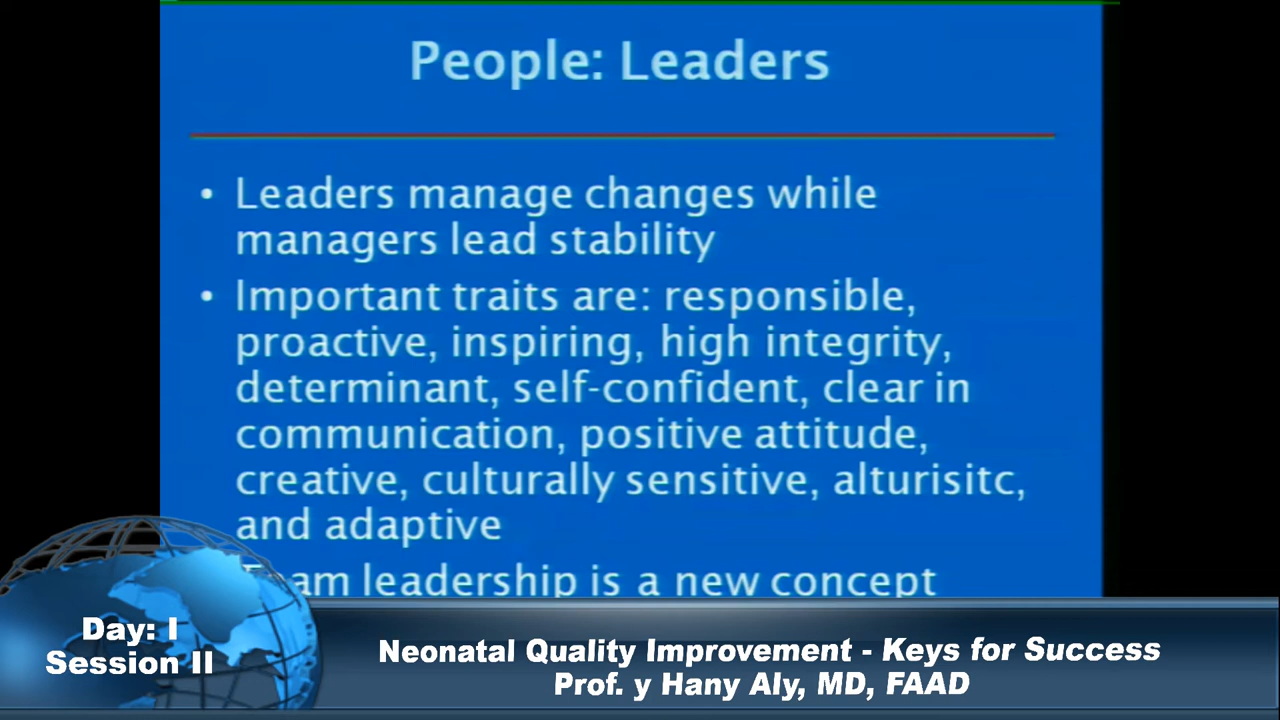 People: Leaders
• Leaders manage changes while
managers lead stability
• Important traits are: responsible,
proactive, inspiring, high integrity,
determinant, self-confident, clear in
communication, positive attitude,
creative, culturally sensitive, alturisitc,
and adaptive
Team leadership is a new concept
Day: I
Session II
Neonatal Quality Improvement - Keys for Success
Prof. y Hany Aly, MD, FAAD